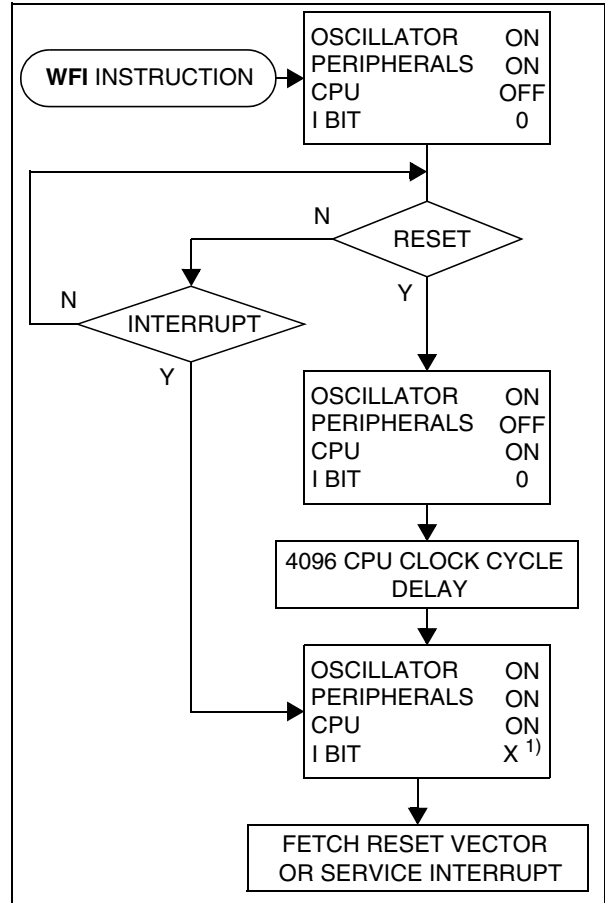 WFI INSTRUCTION
OSCILLATOR ON
PERIPHERALS ON
CPU OFF
I BIT 0
N
RESET
Y
N
INTERRUPT
Y
OSCILLATOR ON
PERIPHERALS OFF
CPU ON
I BIT 0
4096 CPU CLOCK CYCLE
DELAY
OSCILLATOR ON
PERIPHERALS ON
CPU ON
I BIT X 1)
FETCH RESET VECTOR
OR SERVICE INTERRUPT